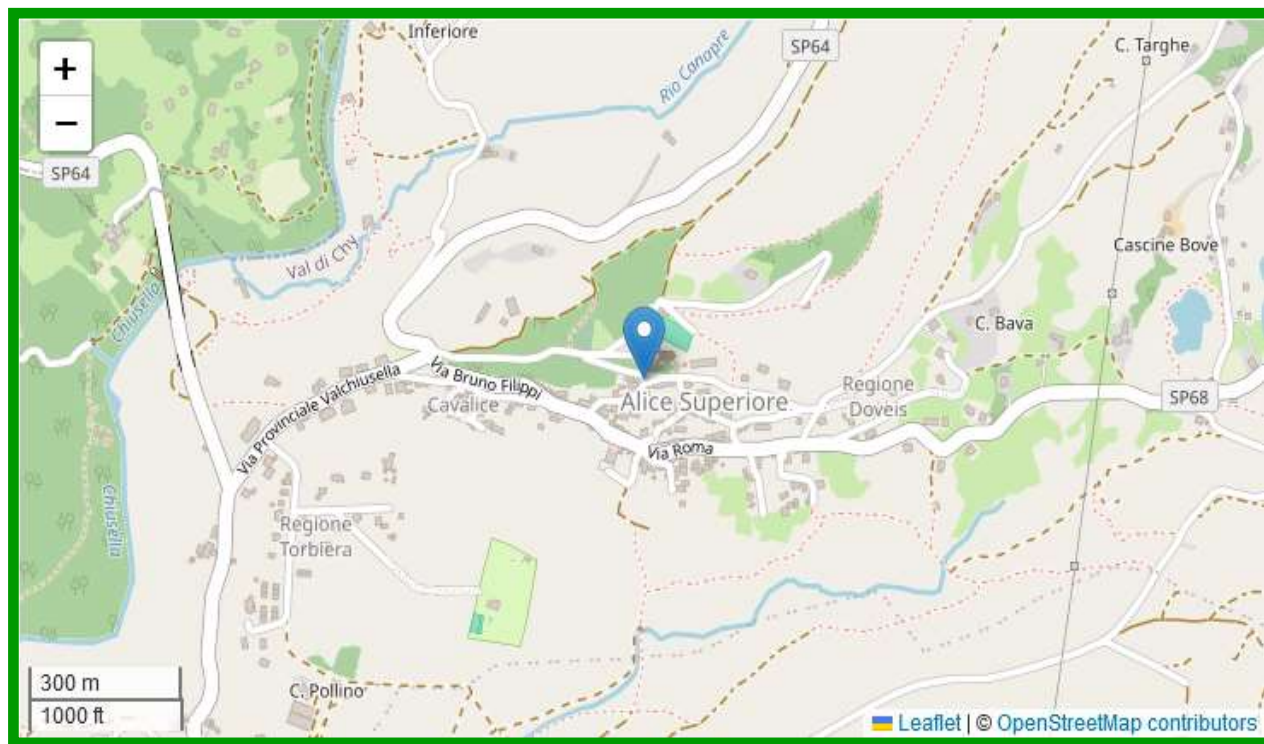 Inferiore
SP64
C. Targhe
+
Rio Canapre
−
SP64
Cascine Bove
Val di Chy
Chiusella
C. Bava
Via Bruno Filippi
Regione
Doveis
SP68
Via Provinciale Valchiusella
Cavalice
Alice Superiore
Via Roma
Chiusella
Regione
Torbiera
300 m
C. Pollino
1000 ft
Leaflet | © OpenStreetMap contributors